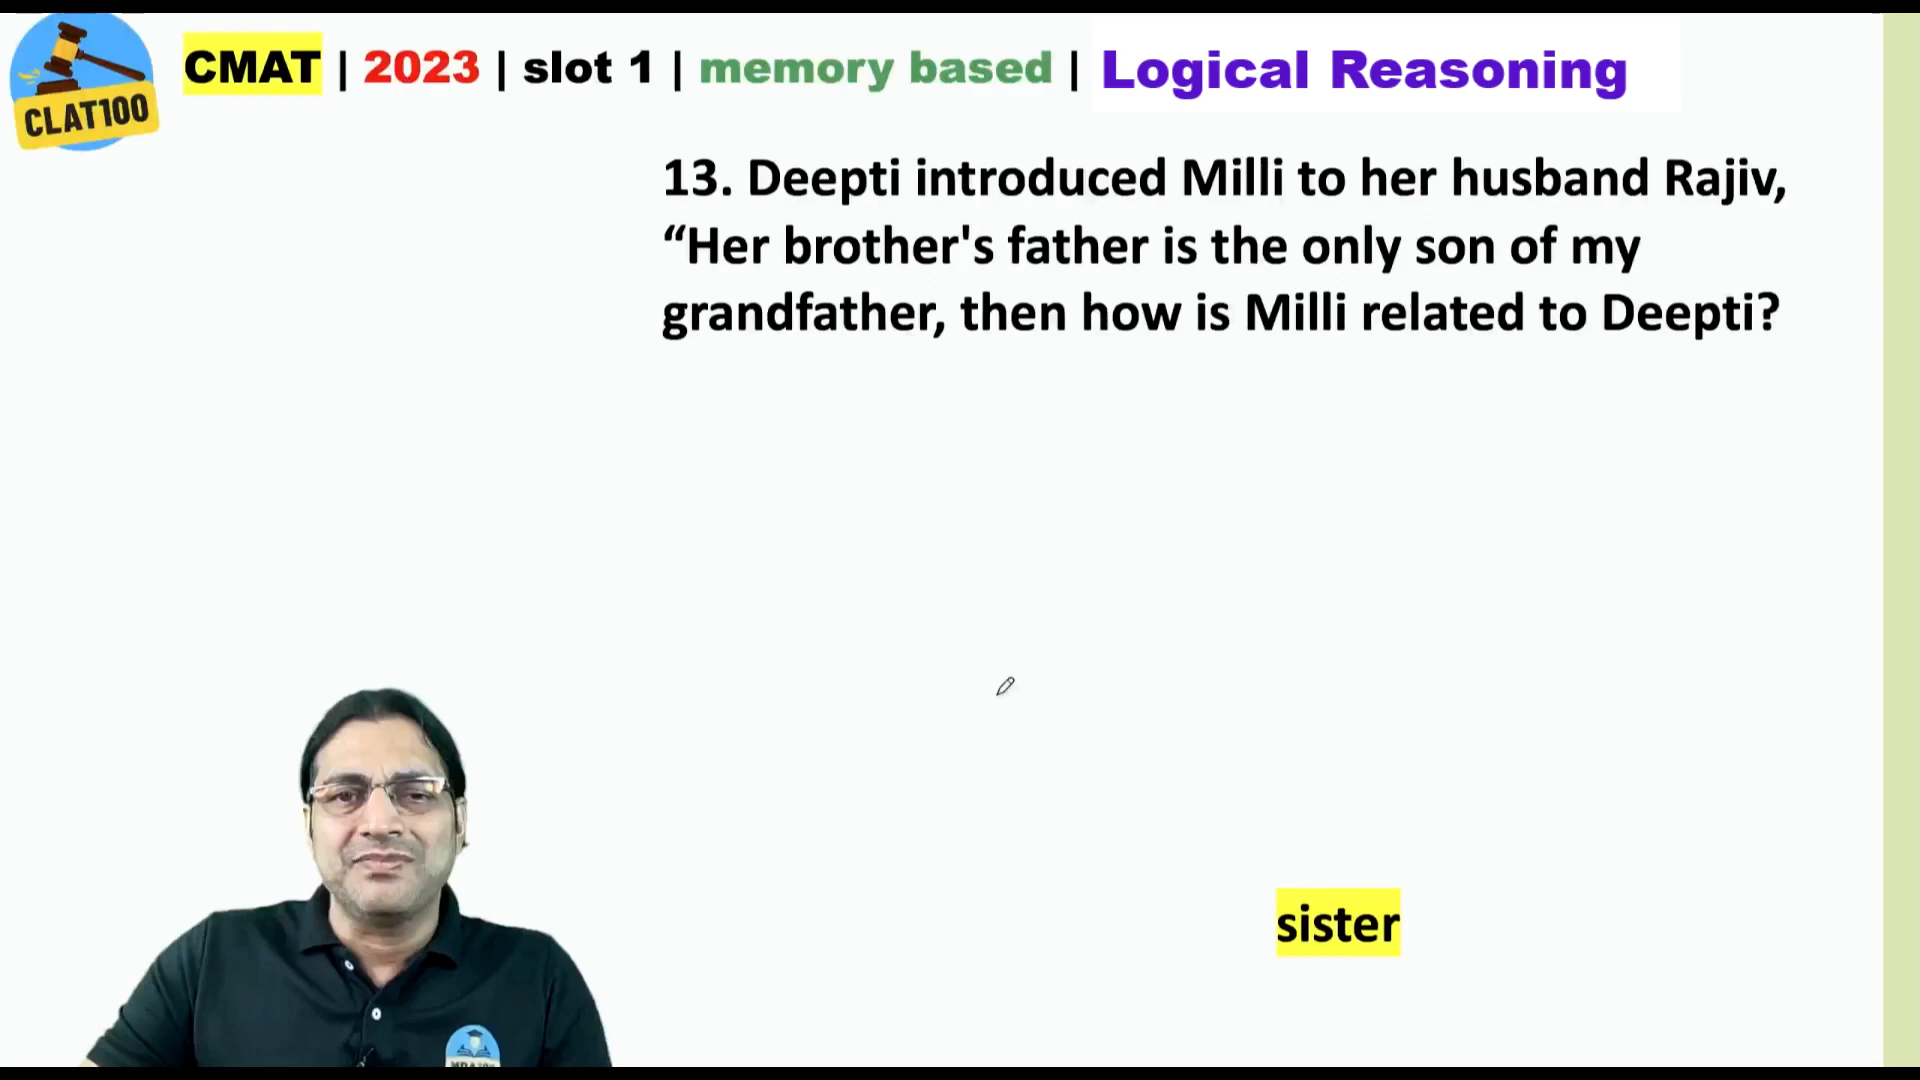 CLAT100
CMAT | 2023 | slot 1 | memory based | Logical Reasoning
13. Deepti introduced Milli to her husband Rajiv,
“Her brother's father is the only son of my
grandfather, then how is Milli related to Deepti?
sister